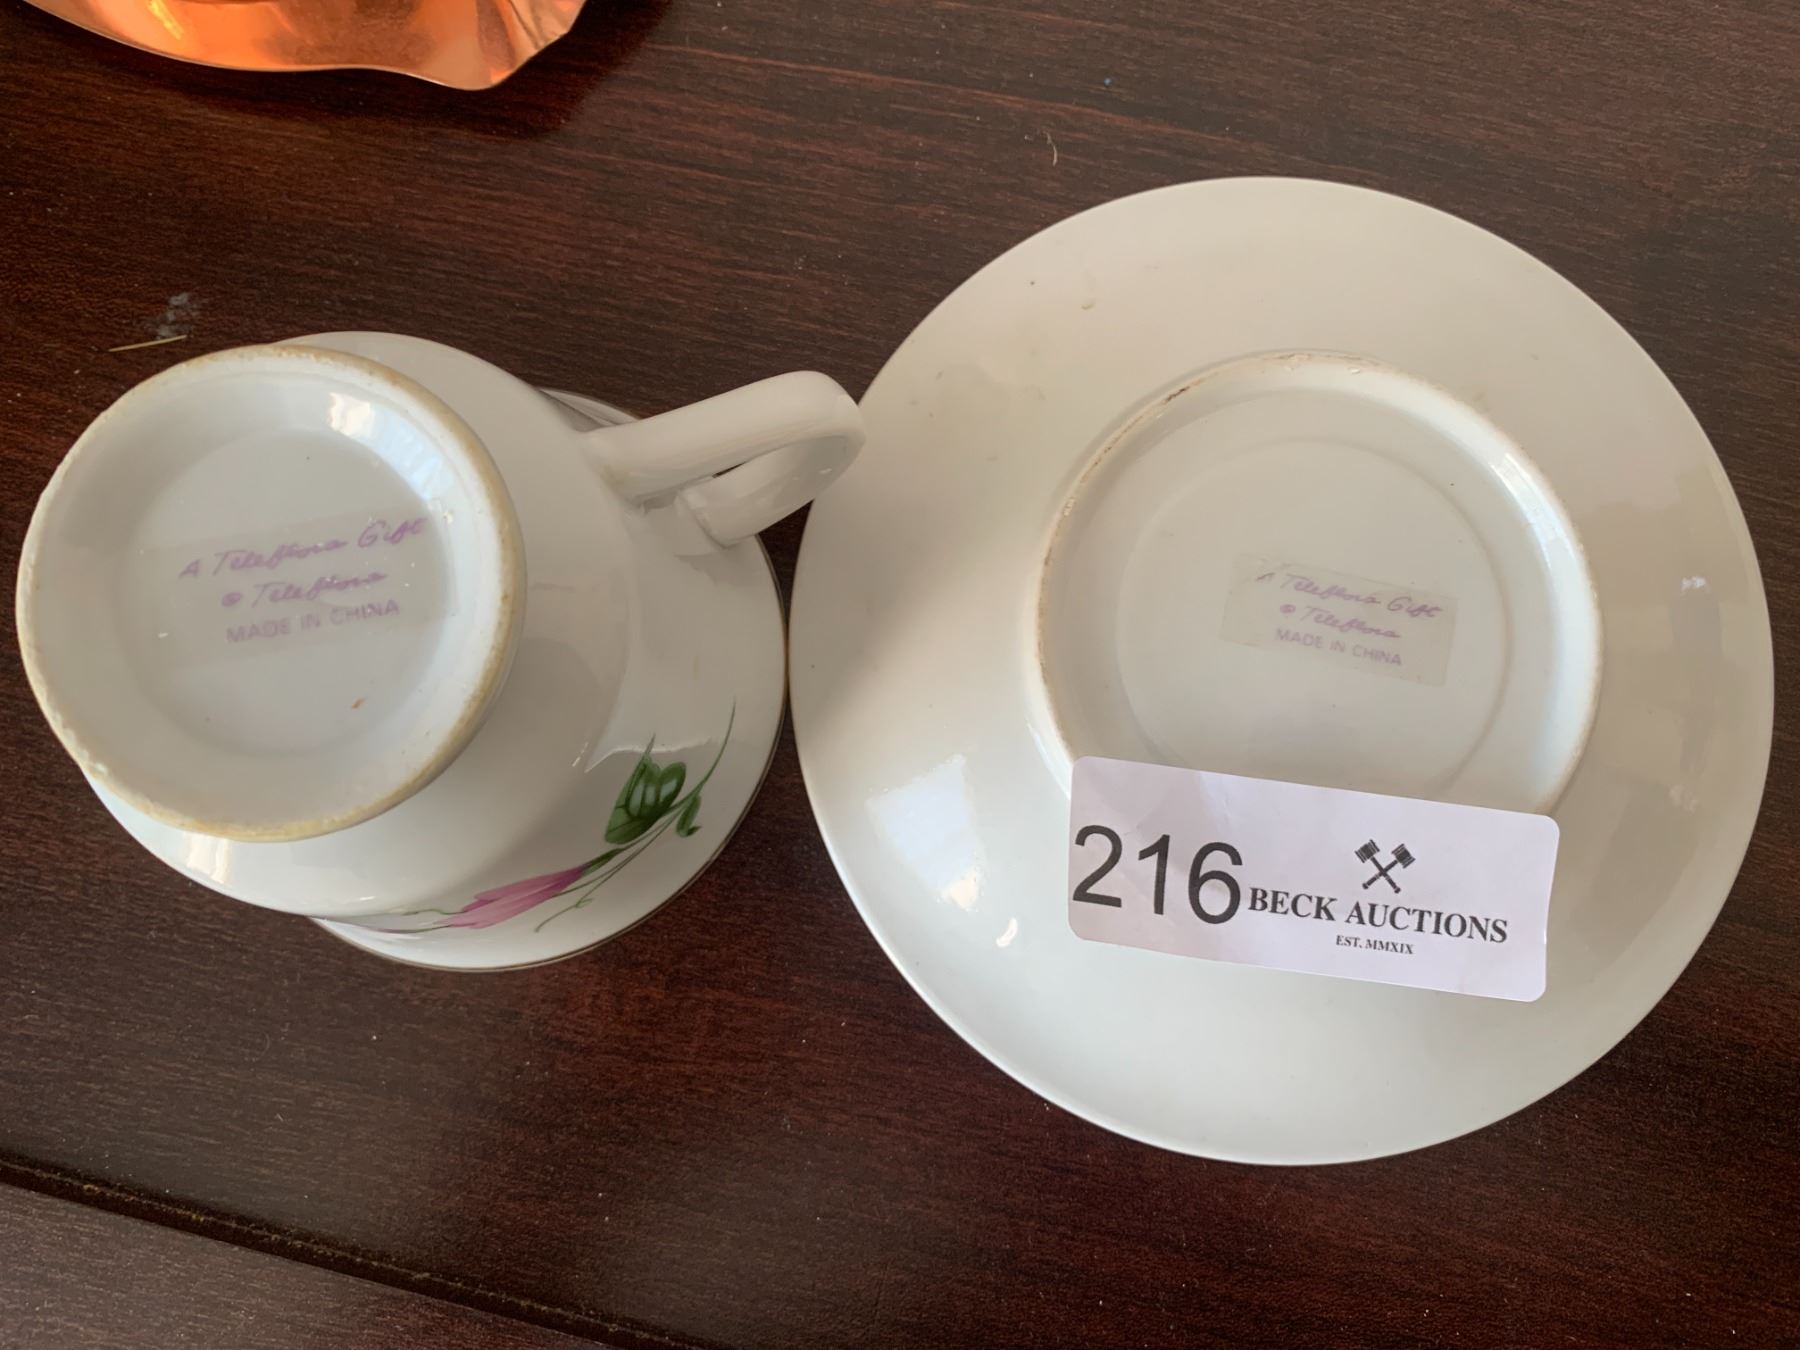 A Teleflora Gift
© Teleflora
MADE IN CHINA
A Teleflora Gift
© Teleflora
MADE IN CHINA
216
BECK AUCTIONS
EST. MMXIX